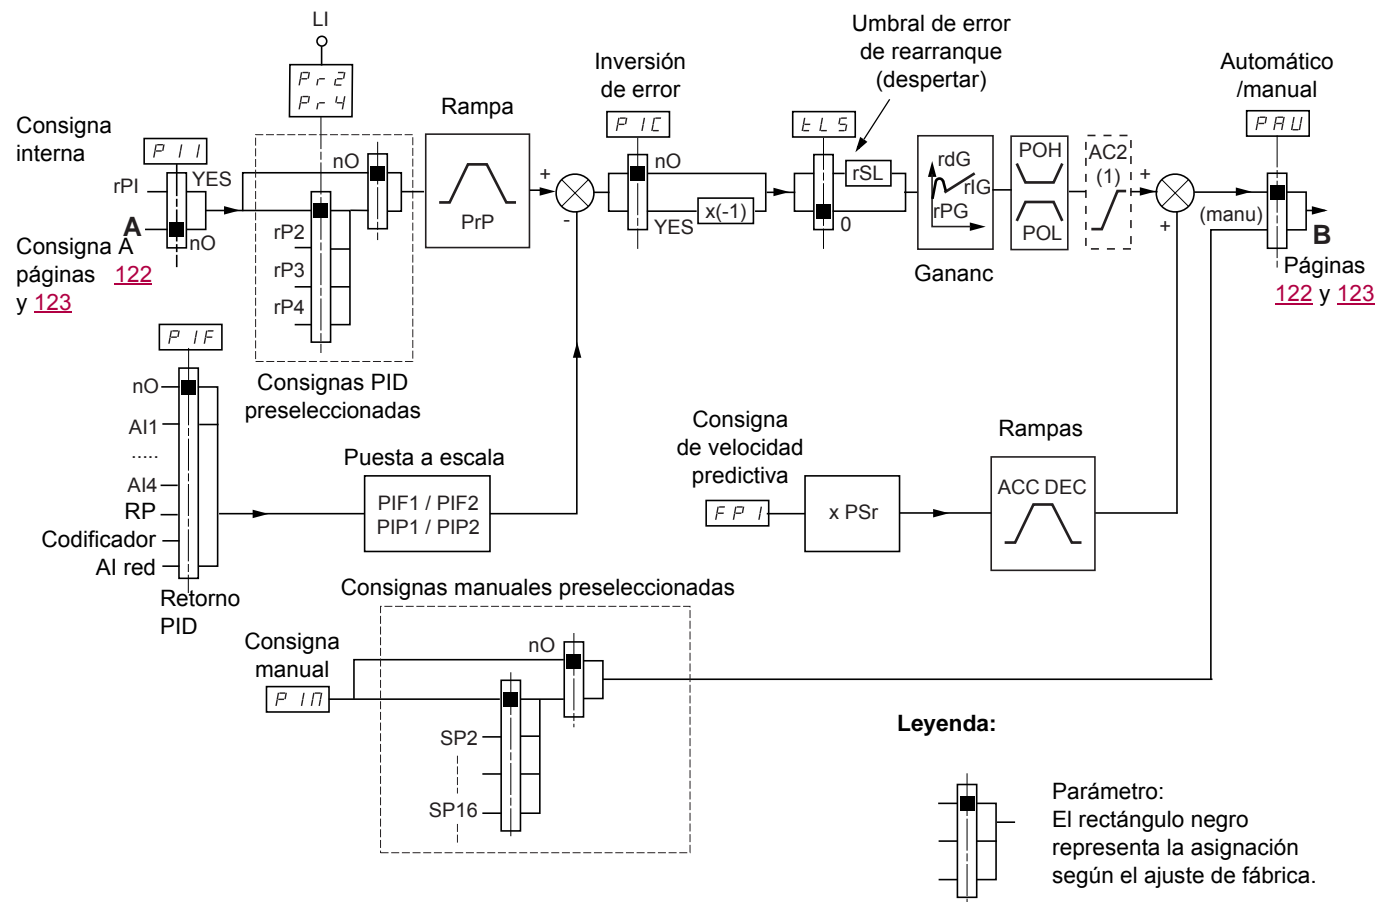 LI
Pr2
Pr4
Consigna
interna
PII
rPI
YES
A
nO
Consigna A
páginas 122
y 123
nO
rP2
rP3
rP4
Consignas PID
preseleccionadas
Rampa
PrP
+
-
Inversión
de error
PIC
nO
YES
x(-1)
Umbral de error
de rearranque
(despertar)
tLS
rSL
0
rdG
rIG
rPG
Gananc
POH
POL
AC2
(1)
+
+
Automático
/manual
PAU
(manu)
B
Páginas
122 y 123
PIF
nO
AI1
.....
AI4
RP
Codificador
AI red
Retorno
PID
Puesta a escala
PIF1 / PIF2
PIP1 / PIP2
Consigna
de velocidad
predictiva
FPI
x PSr
Rampas
ACC DEC
Consignas manuales preseleccionadas
Consigna
manual
PIM
nO
SP2
SP16
Leyenda:
Parámetro:
El rectángulo negro
representa la asignación
según el ajuste de fábrica.